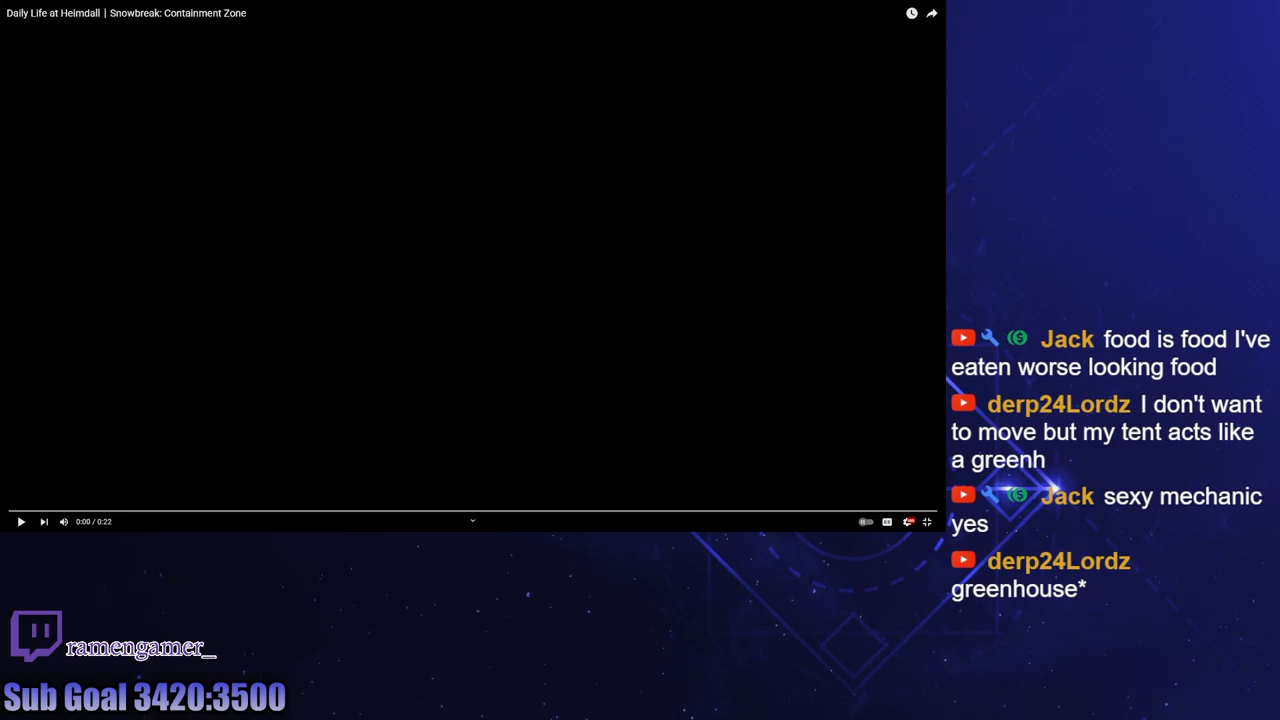 Daily Life at Heimdall | Snowbreak: Containment Zone
0:00 / 0:22
Jack food is food I've
eaten worse looking food
derp24Lordz I don't want
to move but my tent acts like
a greenh
Jack sexy mechanic
yes
derp24Lordz
greenhouse*
ramengamer_
Sub Goal 3420:3500